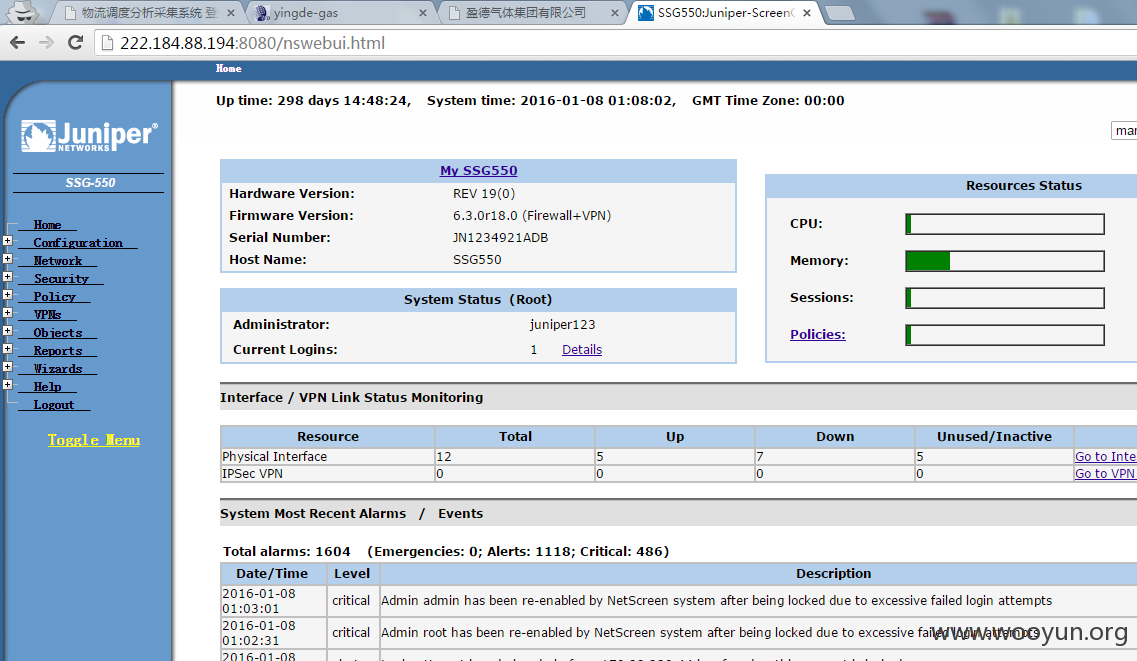 物流调度分析采集系统 登
yingde-gas
盈德气体集团有限公司
SSG550:Juniper-Screen
222.184.88.194:8080/nswebui.html
Home
Up time: 298 days 14:48:24, System time: 2016-01-08 01:08:02, GMT Time Zone: 00:00
Juniper®
NETWORKS
SSG-550
Home
Configuration
Network
Security
Policy
VPNs
Objects
Reports
Wizards
Help
Logout
Toggle Menu
My SSG550
Hardware Version: REV 19(0)
Firmware Version: 6.3.0r18.0 (Firewall+VPN)
Serial Number: JN1234921ADB
Host Name: SSG550
System Status (Root)
Administrator: juniper123
Current Logins: 1 Details
Resources Status
CPU:
Memory:
Sessions:
Policies:
Interface / VPN Link Status Monitoring
Resource Total Up Down Unused/Inactive
Physical Interface 12 5 7 5 Go to Inte
IPSec VPN 0 0 0 0 Go to VPN
System Most Recent Alarms / Events
Total alarms: 1604 (Emergencies: 0; Alerts: 1118; Critical: 486)
Date/Time Level Description
2016-01-08
01:03:01 critical Admin admin has been re-enabled by NetScreen system after being locked due to excessive failed login attempts
2016-01-08
01:02:31 critical Admin root has been re-enabled by NetScreen system after being locked due to excessive failed login attempts
2016-01-08
www.wooyun.org